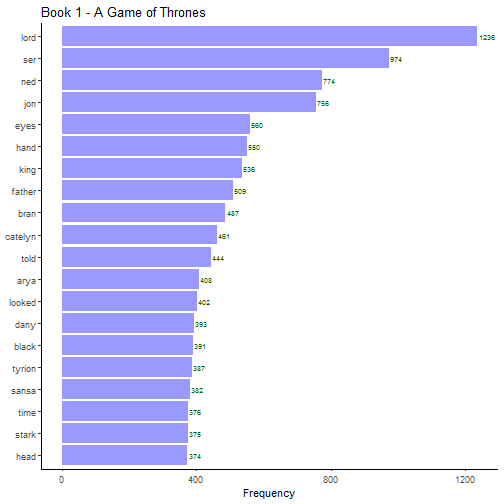 Book 1 - A Game of Thrones
lord 1236
ser 974
ned 774
jon 756
eyes 560
hand 550
king 536
father 509
bran 487
catelyn 461
told 444
arya 408
looked 402
dany 393
black 391
tyrion 387
sansa 382
time 376
stark 375
head 374
0 400 800 1200
Frequency